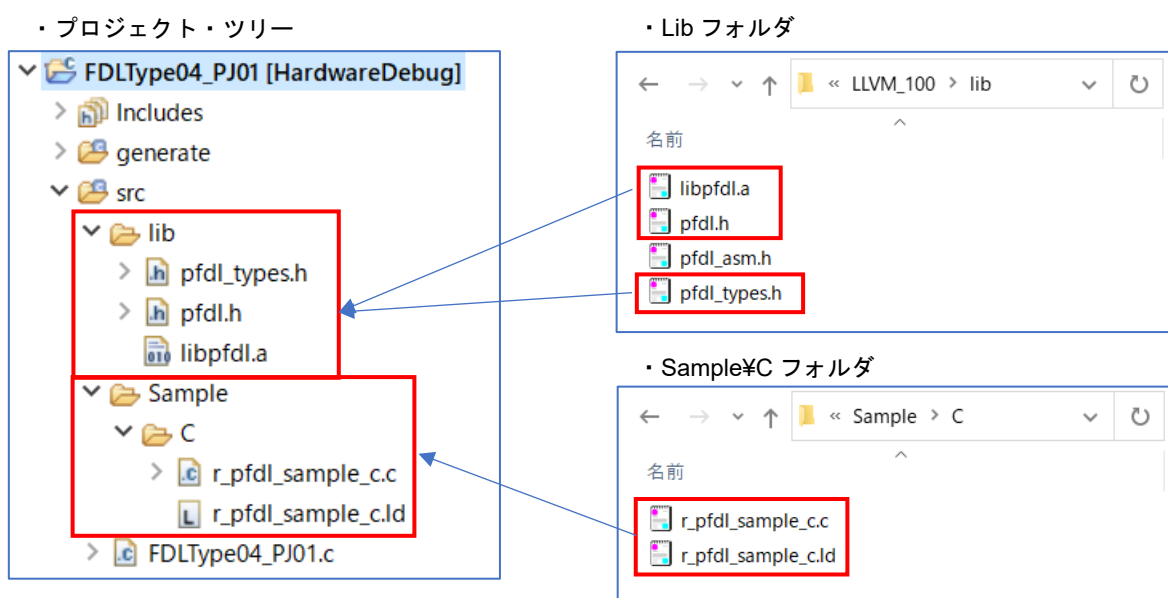 ・プロジェクト・ツリー
FDLType04_PJ01 [HardwareDebug]
Includes
generate
src
lib
pfdl_types.h
pfdl.h
libpfdl.a
Sample
C
r_pfdl_sample_c.c
r_pfdl_sample_c.ld
FDLType04_PJ01.c
・Lib フォルダ
« LLVM_100 > lib
名前
libpfdl.a
pfdl.h
pfdl_asm.h
pfdl_types.h
・Sample¥C フォルダ
« Sample > C
名前
r_pfdl_sample_c.c
r_pfdl_sample_c.ld